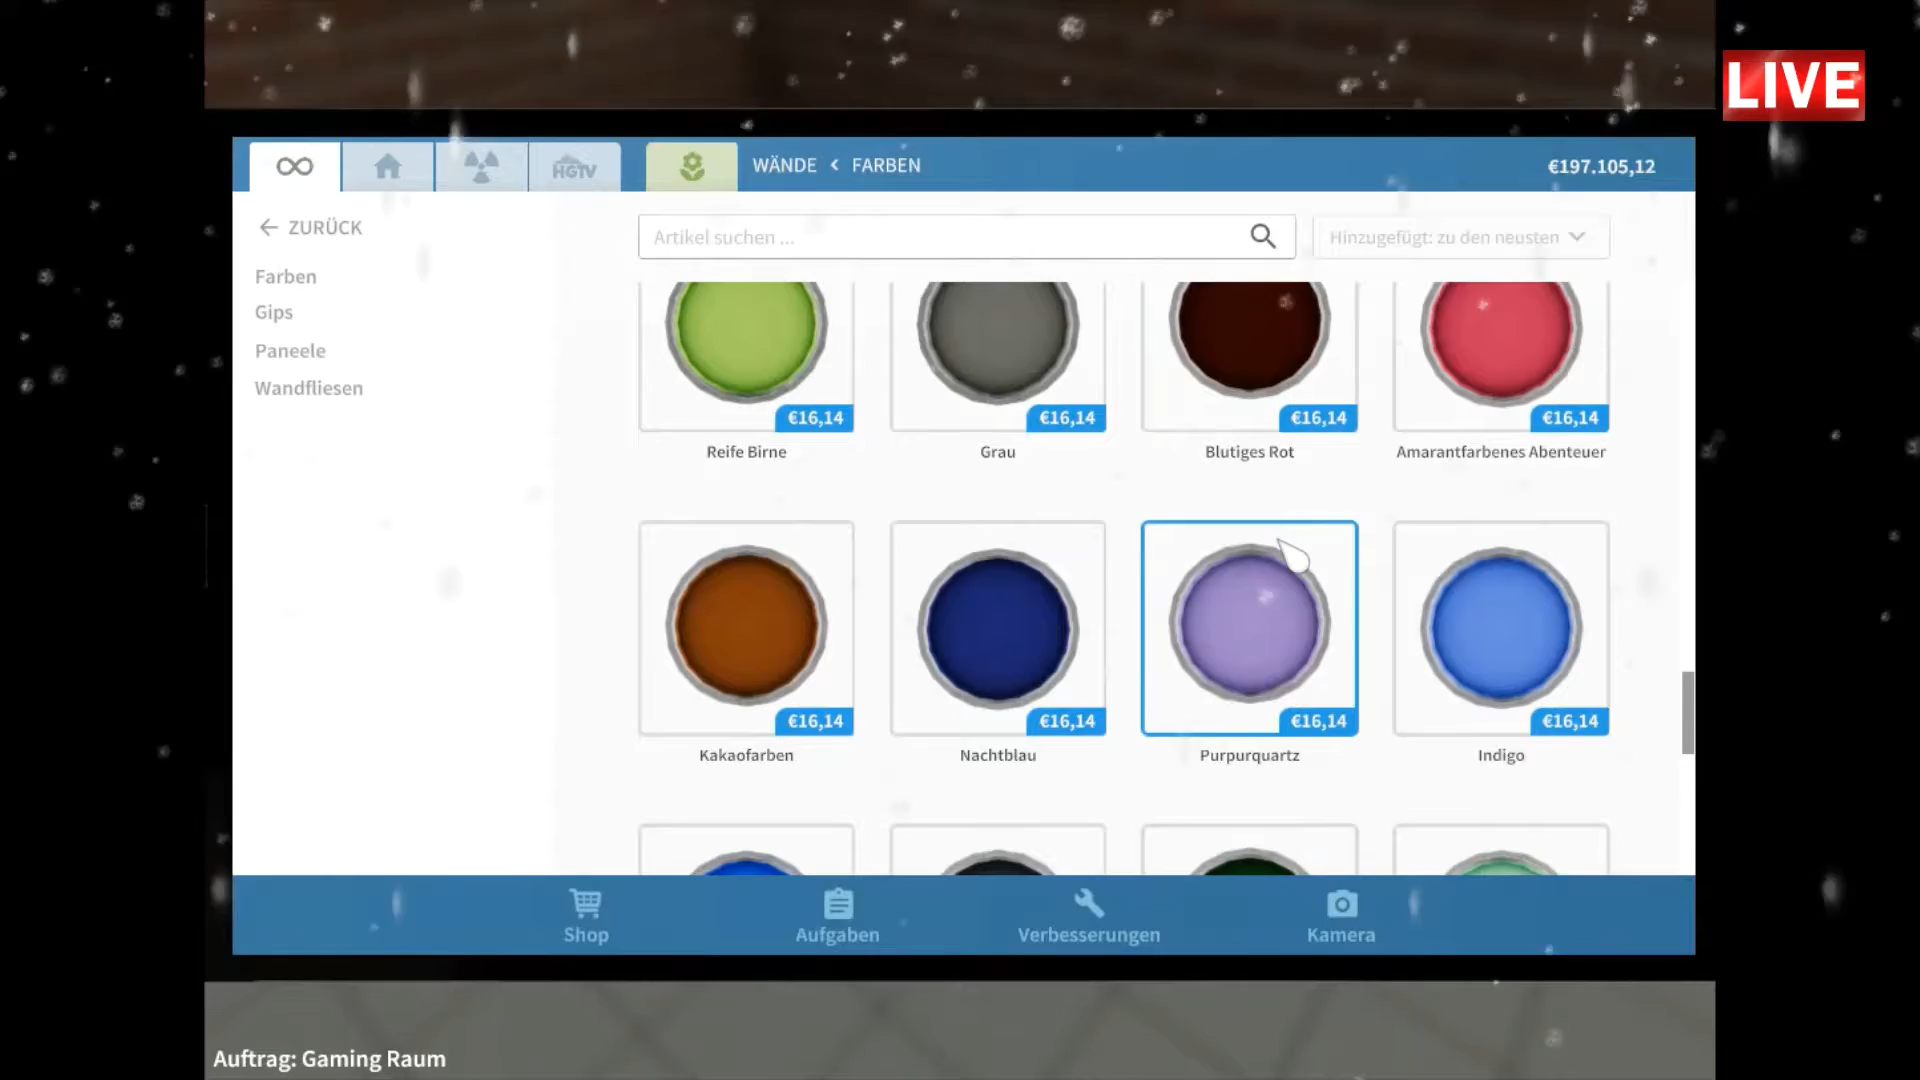 LIVE
HGTV
WÄNDE < FARBEN
€197.105,12
ZURÜCK
Farben
Gips
Paneele
Wandfliesen
Artikel suchen ...
Hinzugefügt: zu den neusten
€16,14
€16,14
€16,14
€16,14
Reife Birne
Grau
Blutiges Rot
Amarantfarbenes Abenteuer
€16,14
€16,14
€16,14
€16,14
Kakaofarben
Nachtblau
Purpurquartz
Indigo
Shop
Aufgaben
Verbesserungen
Kamera
Auftrag: Gaming Raum